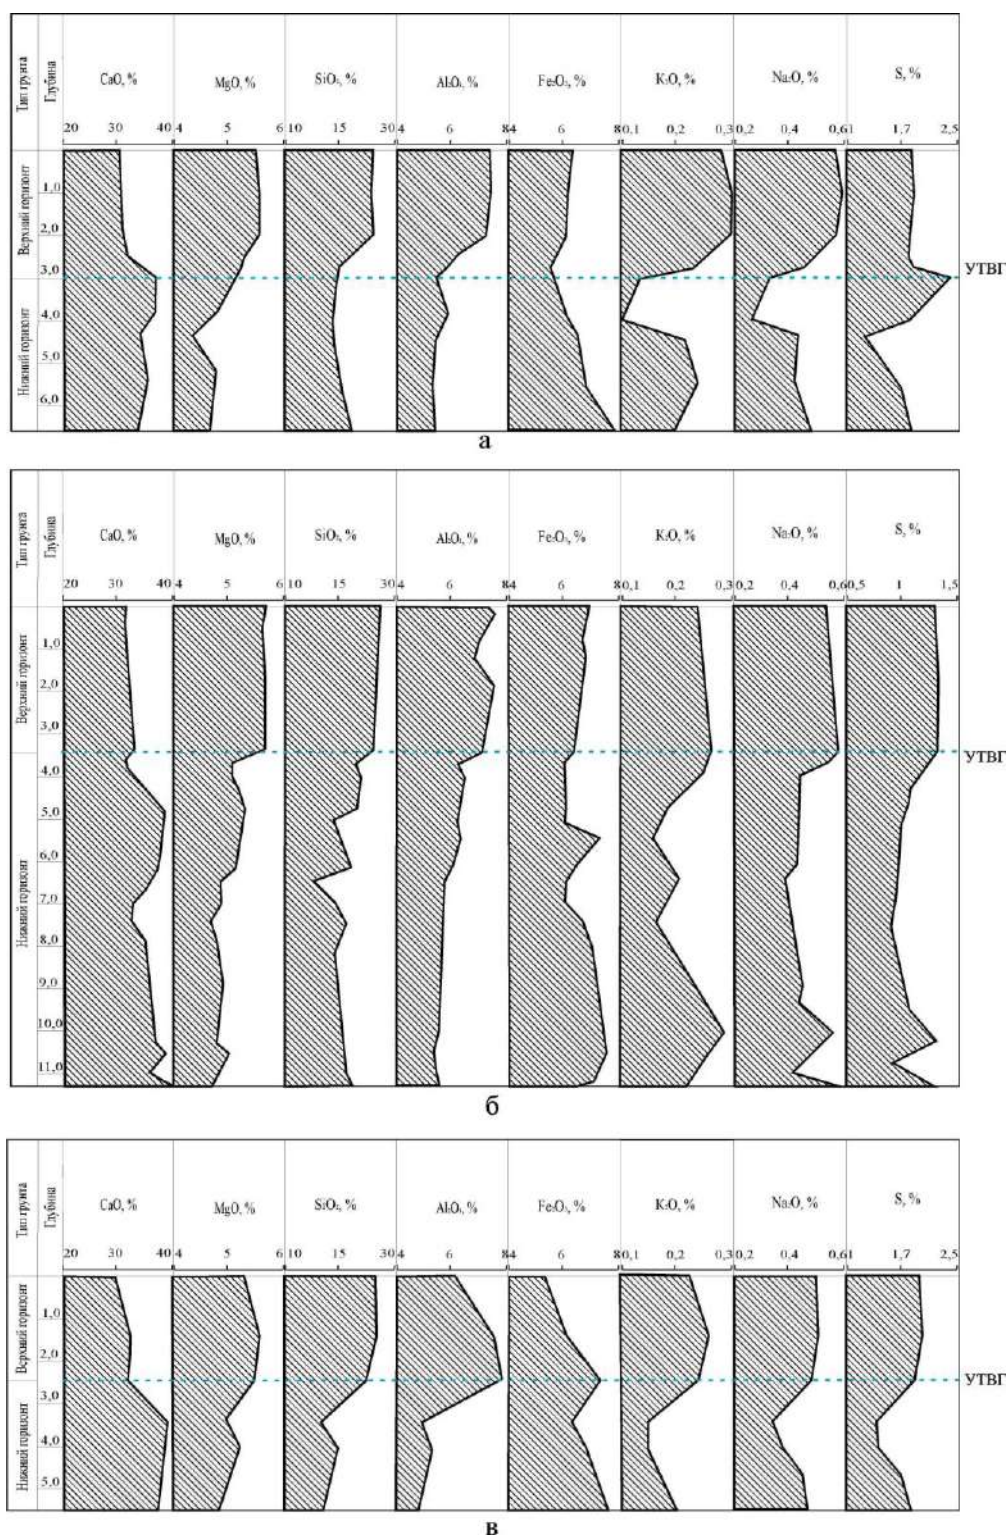 Тип грунта
Глубина
CaO, %
MgO, %
SiO₂, %
Al₂O₃, %
Fe₂O₃, %
K₂O, %
Na₂O, %
S, %
20 30 40 4 5 6 10 15 30 4 6 8 4 6 8 0,1 0,2 0,3 0,2 0,4 0,6 1 1,7 2,5
Верхний горизонт
1,0
2,0
3,0
УТВГ
Нижний горизонт
4,0
5,0
6,0
а
Тип грунта
Глубина
CaO, %
MgO, %
SiO₂, %
Al₂O₃, %
Fe₂O₃, %
K₂O, %
Na₂O, %
S, %
20 30 40 4 5 6 10 15 30 4 6 8 4 6 8 0,1 0,2 0,3 0,2 0,4 0,6 0,5 1 1,5
Верхний горизонт
1,0
2,0
3,0
УТВГ
Нижний горизонт
4,0
5,0
6,0
7,0
8,0
9,0
10,0
11,0
б
Тип грунта
Глубина
CaO, %
MgO, %
SiO₂, %
Al₂O₃, %
Fe₂O₃, %
K₂O, %
Na₂O, %
S, %
20 30 40 4 5 6 10 15 30 4 6 8 4 6 8 0,1 0,2 0,3 0,2 0,4 0,6 1 1,7 2,5
Верхний горизонт
1,0
2,0
УТВГ
Нижний горизонт
3,0
4,0
5,0
в